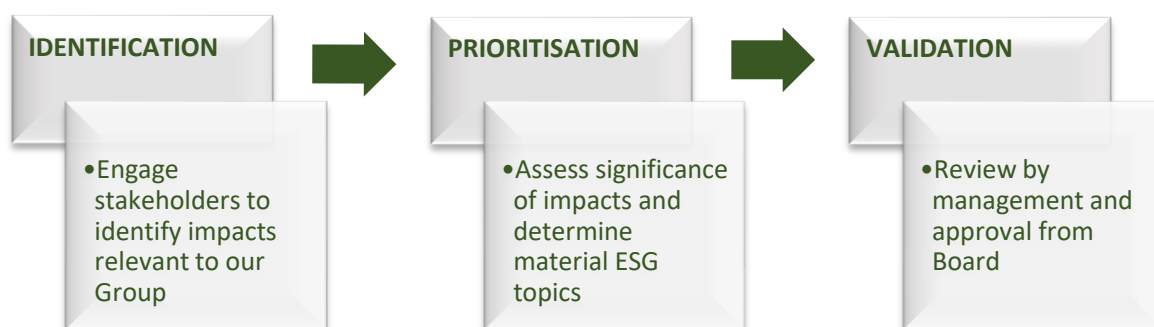 IDENTIFICATION
•Engage
stakeholders to
identify impacts
relevant to our
Group
PRIORITISATION
•Assess significance
of impacts and
determine
material ESG
topics
VALIDATION
•Review by
management and
approval from
Board